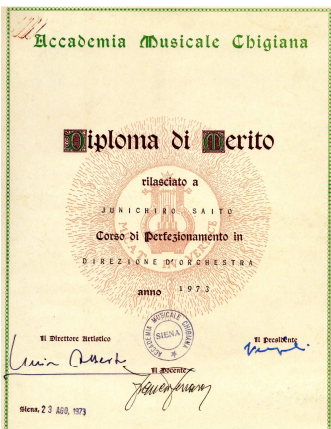 Accademia Musicale Chigiana
Diploma di Merito
rilasciato a
JUNICHIRO SAITO
Corso di Perfezionamento in
DIREZIONE D'ORCHESTRA
anno 1973
ACCADEMIA MUSICALE CHIGIANA
SIENA
Il Direttore Artistico
Il Presidente
Il Docente
Siena, 23 AGO. 1973